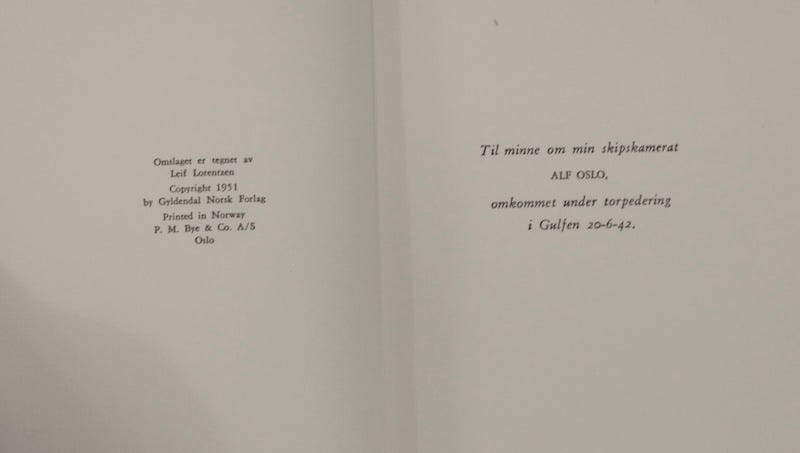 Omslaget er tegnet av
Leif Lorentzen
Copyright 1951
by Gyldendal Norsk Forlag
Printed in Norway
P. M. Bye & Co. A/S
Oslo
Til minne om min skipskamerat
ALF OSLO,
omkommet under torpedering
i Gulfen 20-6-42.